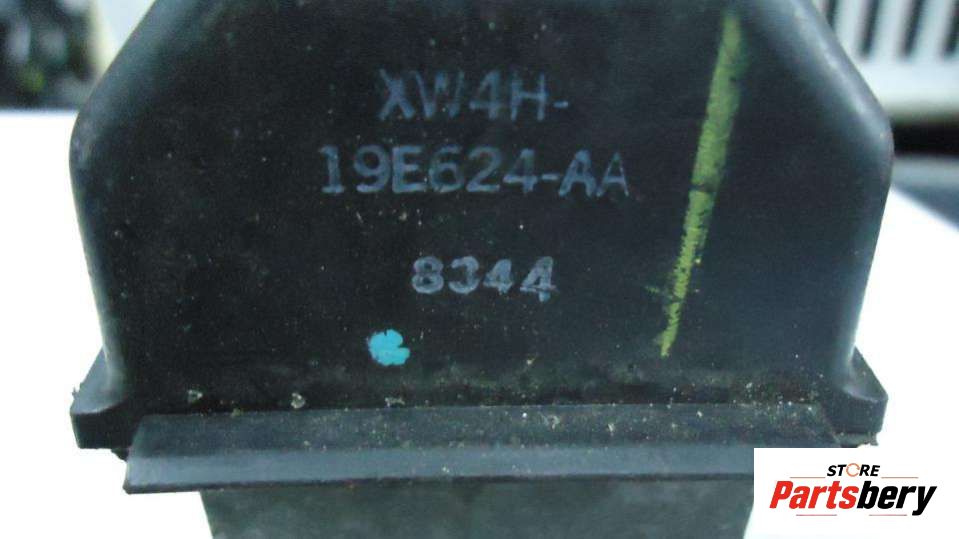 XW4H-
19E624-AA
8344
STORE
Partsbery